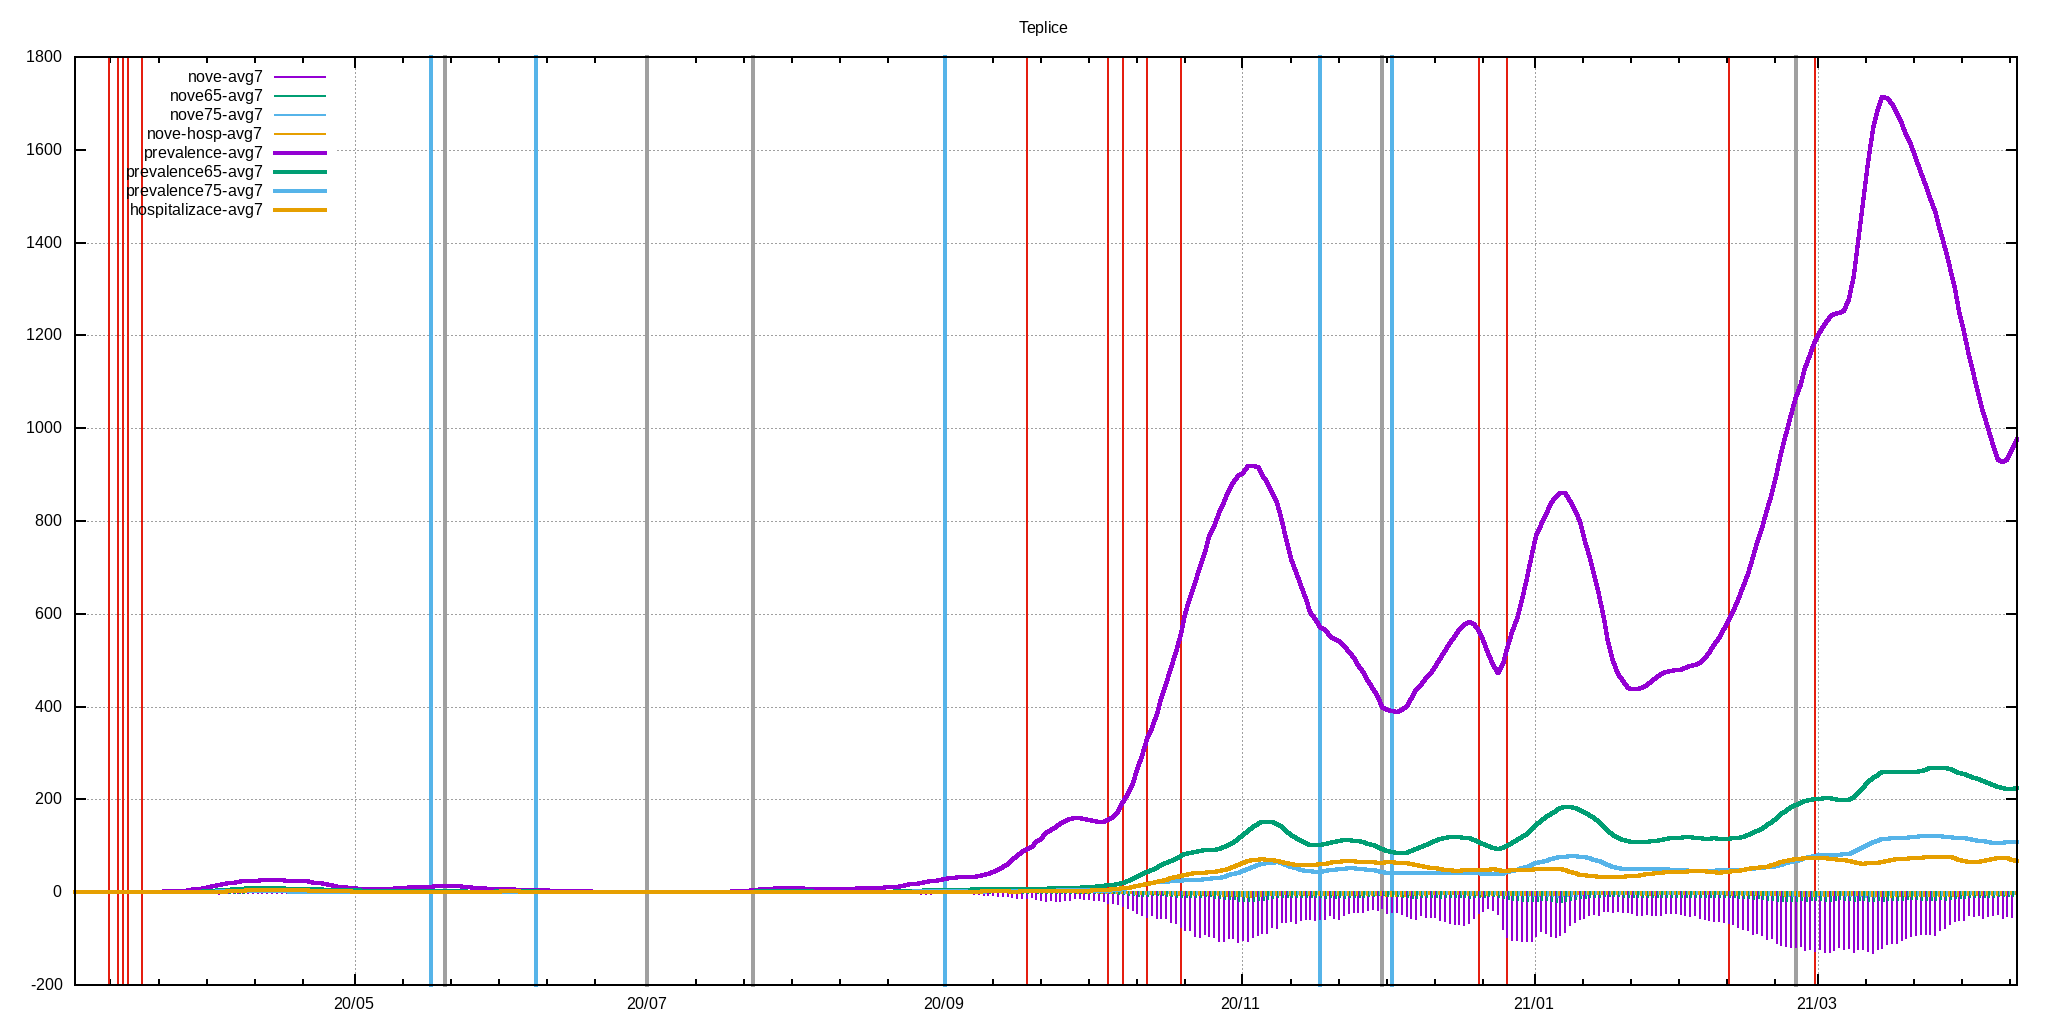 Teplice
1800
1600
1400
1200
1000
800
600
400
200
0
-200
nove-avg7
nove65-avg7
nove75-avg7
nove-hosp-avg7
prevalence-avg7
prevalence65-avg7
prevalence75-avg7
hospitalizace-avg7
20/05 20/07 20/09 20/11 21/01 21/03